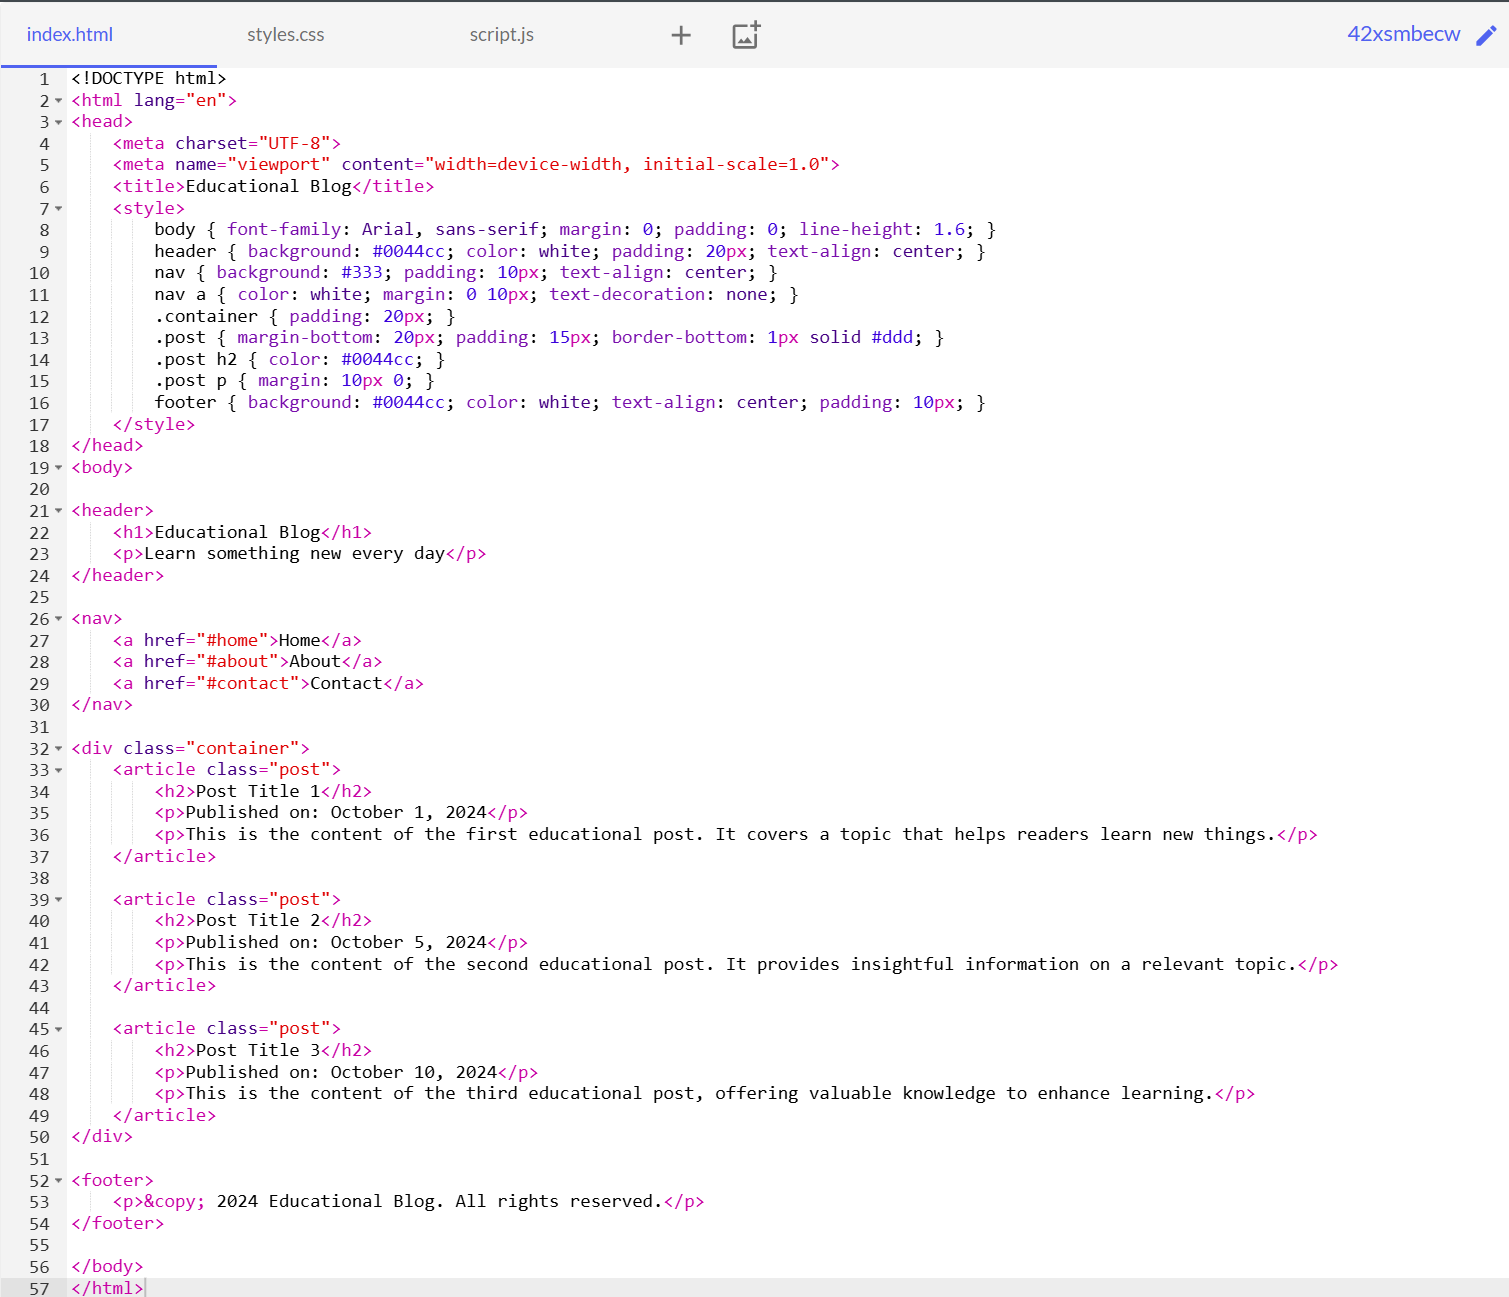 index.html styles.css script.js 42xsmbecw
1 <!DOCTYPE html>
2 <html lang="en">
3 <head>
4     <meta charset="UTF-8">
5     <meta name="viewport" content="width=device-width, initial-scale=1.0">
6     <title>Educational Blog</title>
7     <style>
8         body { font-family: Arial, sans-serif; margin: 0; padding: 0; line-height: 1.6; }
9         header { background: #0044cc; color: white; padding: 20px; text-align: center; }
10         nav { background: #333; padding: 10px; text-align: center; }
11         nav a { color: white; margin: 0 10px; text-decoration: none; }
12         .container { padding: 20px; }
13         .post { margin-bottom: 20px; padding: 15px; border-bottom: 1px solid #ddd; }
14         .post h2 { color: #0044cc; }
15         .post p { margin: 10px 0; }
16         footer { background: #0044cc; color: white; text-align: center; padding: 10px; }
17     </style>
18 </head>
19 <body>
20
21 <header>
22     <h1>Educational Blog</h1>
23     <p>Learn something new every day</p>
24 </header>
25
26 <nav>
27     <a href="#home">Home</a>
28     <a href="#about">About</a>
29     <a href="#contact">Contact</a>
30 </nav>
31
32 <div class="container">
33     <article class="post">
34         <h2>Post Title 1</h2>
35         <p>Published on: October 1, 2024</p>
36         <p>This is the content of the first educational post. It covers a topic that helps readers learn new things.</p>
37     </article>
38
39     <article class="post">
40         <h2>Post Title 2</h2>
41         <p>Published on: October 5, 2024</p>
42         <p>This is the content of the second educational post. It provides insightful information on a relevant topic.</p>
43     </article>
44
45     <article class="post">
46         <h2>Post Title 3</h2>
47         <p>Published on: October 10, 2024</p>
48         <p>This is the content of the third educational post, offering valuable knowledge to enhance learning.</p>
49     </article>
50 </div>
51
52 <footer>
53     <p>&copy; 2024 Educational Blog. All rights reserved.</p>
54 </footer>
55
56 </body>
57 </html>